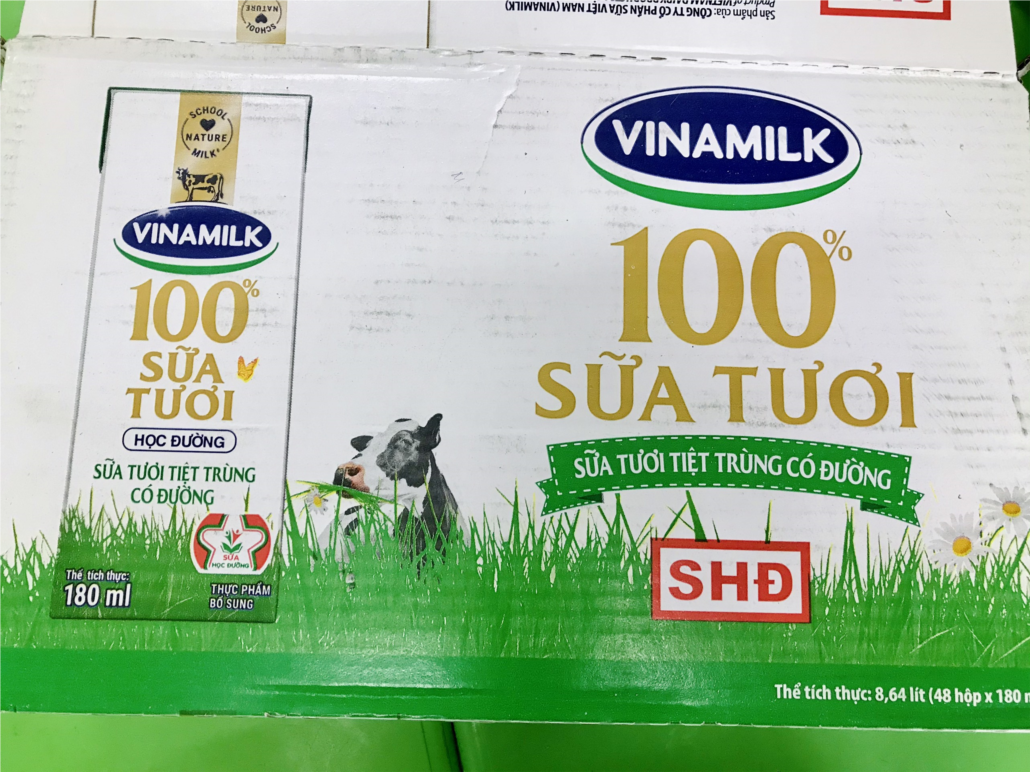 Sản phẩm của: CÔNG TY CỔ PHẦN SỮA VIỆT NAM (VINAMILK)
SCHOOL
NATURE
SCHOOL
NATURE
MILK
VINAMILK
100%
SỮA
TƯƠI
HỌC ĐƯỜNG
SỮA TƯƠI TIỆT TRÙNG
CÓ ĐƯỜNG
SỮA
HỌC ĐƯỜNG
Thể tích thực:
180 ml
THỰC PHẨM
BỔ SUNG
VINAMILK
100%
SỮA TƯƠI
SỮA TƯƠI TIỆT TRÙNG CÓ ĐƯỜNG
SHĐ
Thể tích thực: 8,64 lít (48 hộp x 180